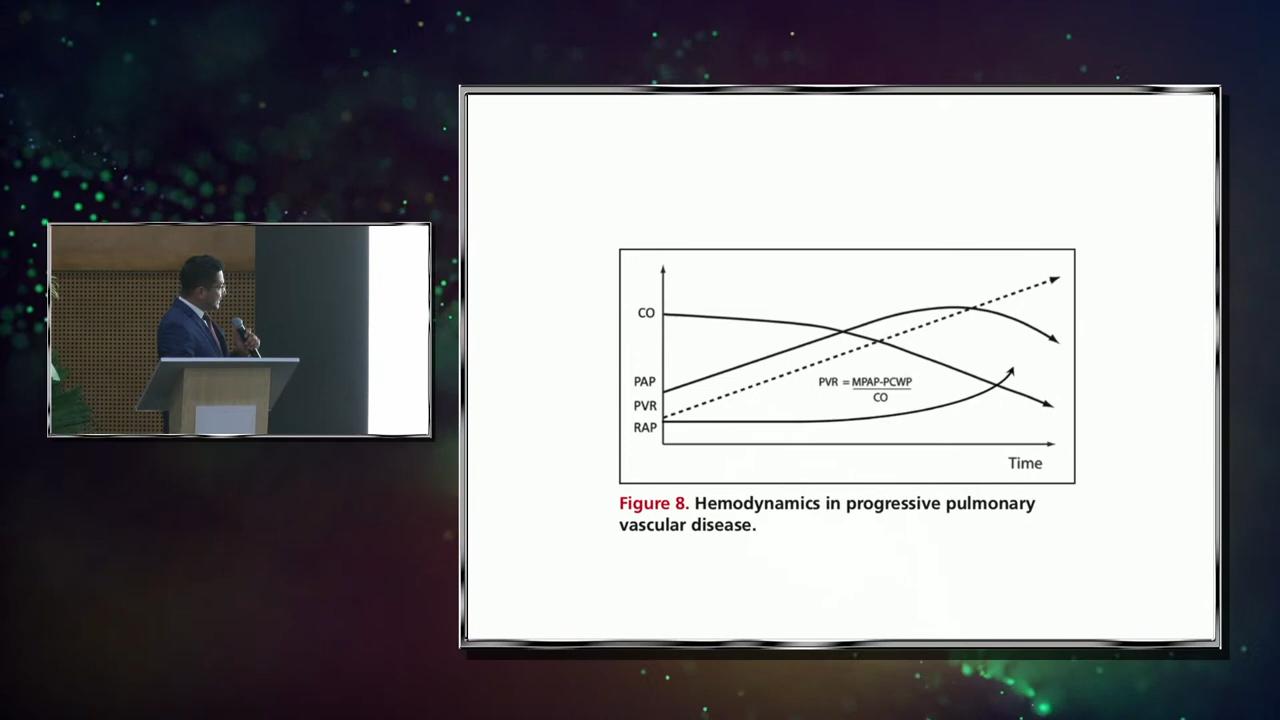 CO
PAP
PVR
RAP
PVR = MPAP-PCWP
CO
Time
Figure 8. Hemodynamics in progressive pulmonary
vascular disease.